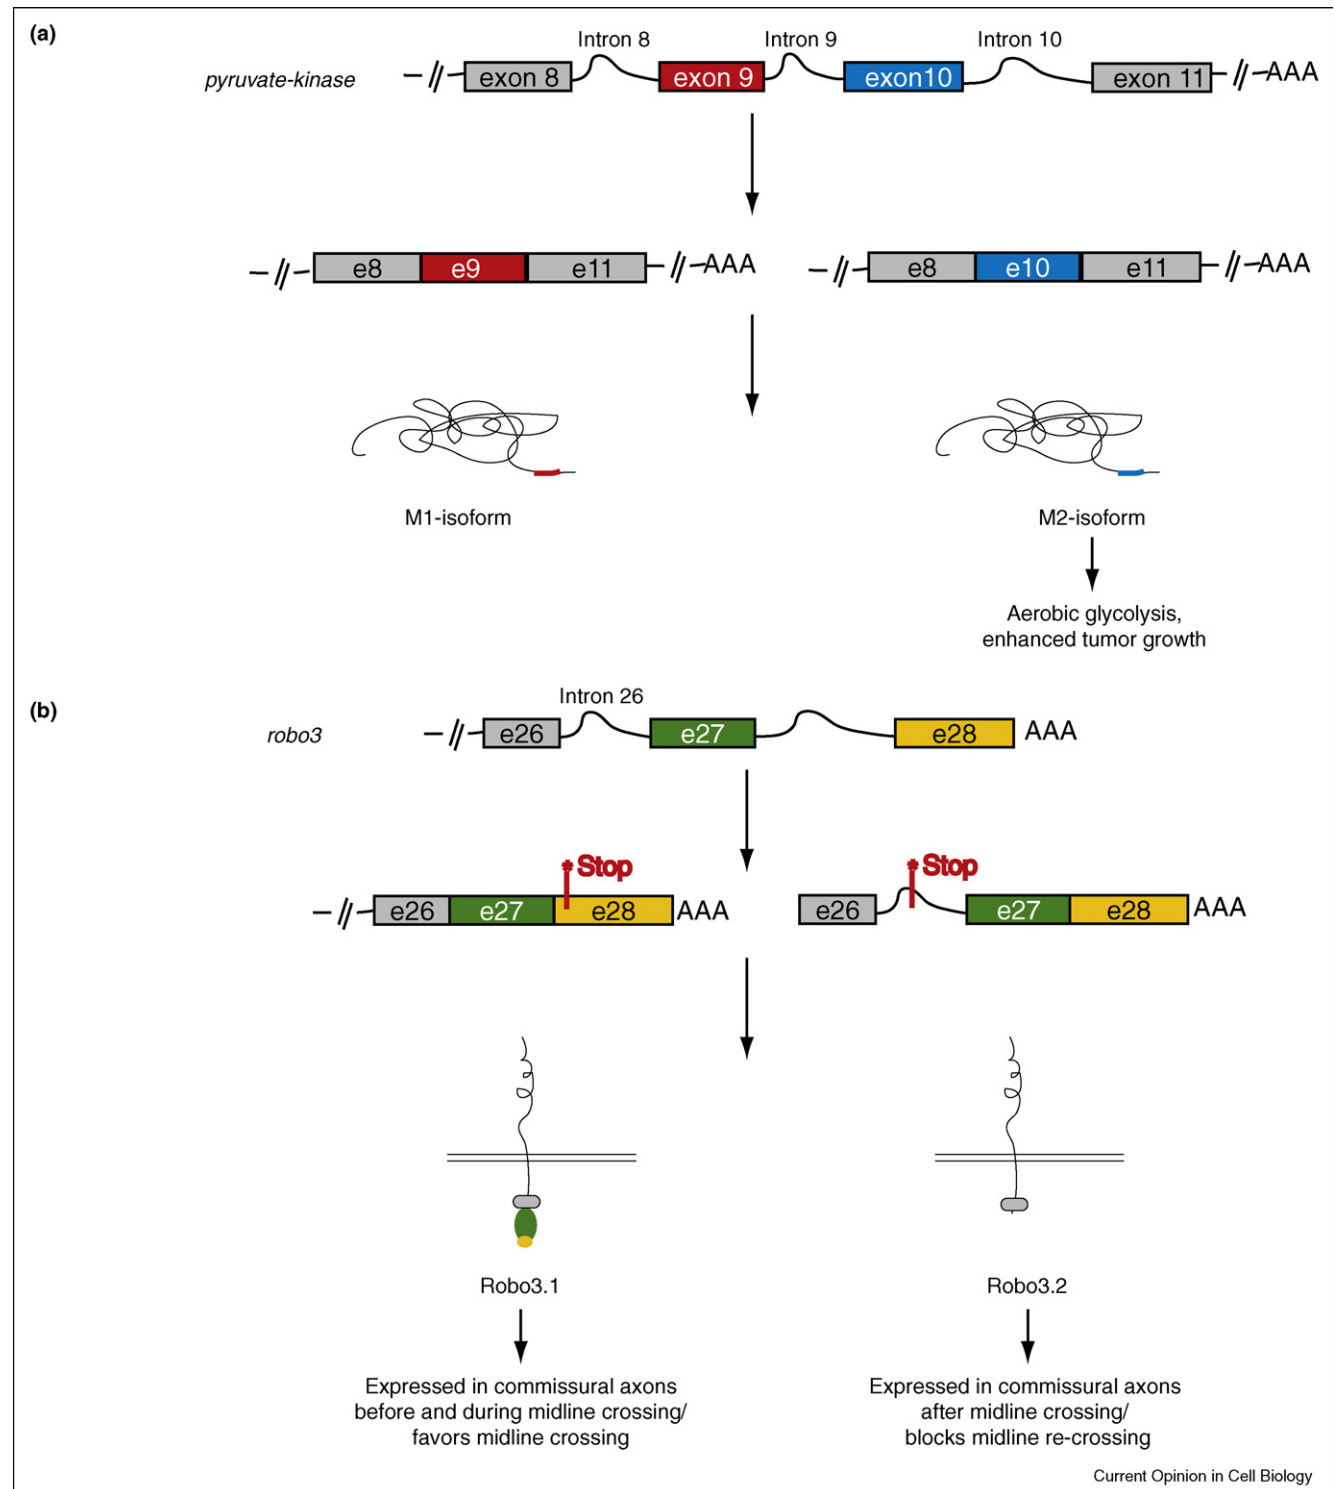 (a)
Intron 8 Intron 9 Intron 10
pyruvate-kinase exon 8 exon 9 exon10 exon 11 AAA
e8 e9 e11 AAA e8 e10 e11 AAA
M1-isoform M2-isoform
Aerobic glycolysis,
enhanced tumor growth
(b)
Intron 26
robo3 e26 e27 e28 AAA
*Stop *Stop
e26 e27 e28 AAA e26 e27 e28 AAA
Robo3.1 Robo3.2
Expressed in commissural axons
before and during midline crossing/
favors midline crossing
Expressed in commissural axons
after midline crossing/
blocks midline re-crossing
Current Opinion in Cell Biology